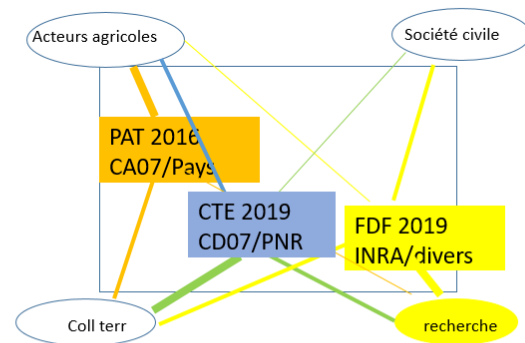 Acteurs agricoles
Société civile
PAT 2016
CA07/Pays
CTE 2019
CD07/PNR
FDF 2019
INRA/divers
Coll terr
recherche